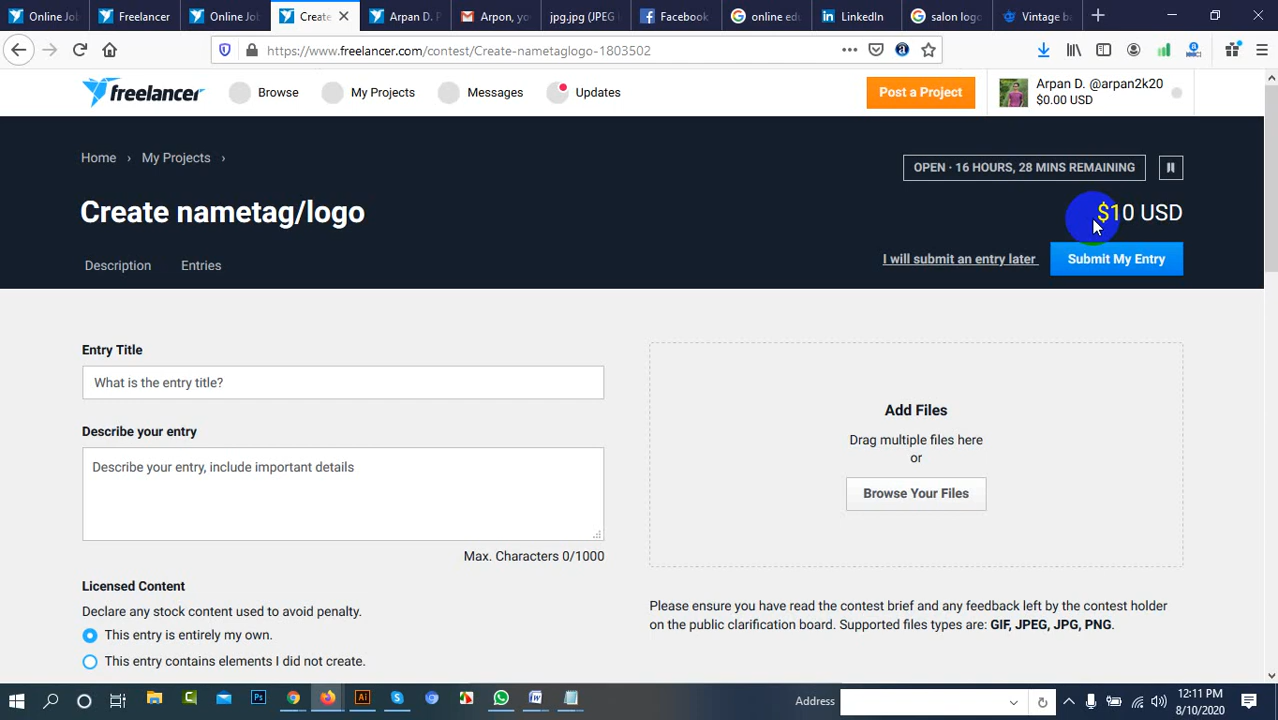 Online Jo
Freelancer
Online Jo
Create
Arpan D. P
Arpon, yo
jpg.jpg (JPEG I
Facebook
online edu
LinkedIn
salon logo
Vintage ba
https://www.freelancer.com/contest/Create-nametaglogo-1803502
freelancer
Browse
My Projects
Messages
Updates
Post a Project
Arpan D. @arpan2k20
$0.00 USD
Home › My Projects ›
OPEN · 16 HOURS, 28 MINS REMAINING
Create nametag/logo
$10 USD
Description
Entries
I will submit an entry later
Submit My Entry
Entry Title
What is the entry title?
Describe your entry
Describe your entry, include important details
Max. Characters 0/1000
Add Files
Drag multiple files here
or
Browse Your Files
Licensed Content
Declare any stock content used to avoid penalty.
This entry is entirely my own.
This entry contains elements I did not create.
Please ensure you have read the contest brief and any feedback left by the contest holder
on the public clarification board. Supported files types are: GIF, JPEG, JPG, PNG.
Address
12:11 PM
8/10/2020